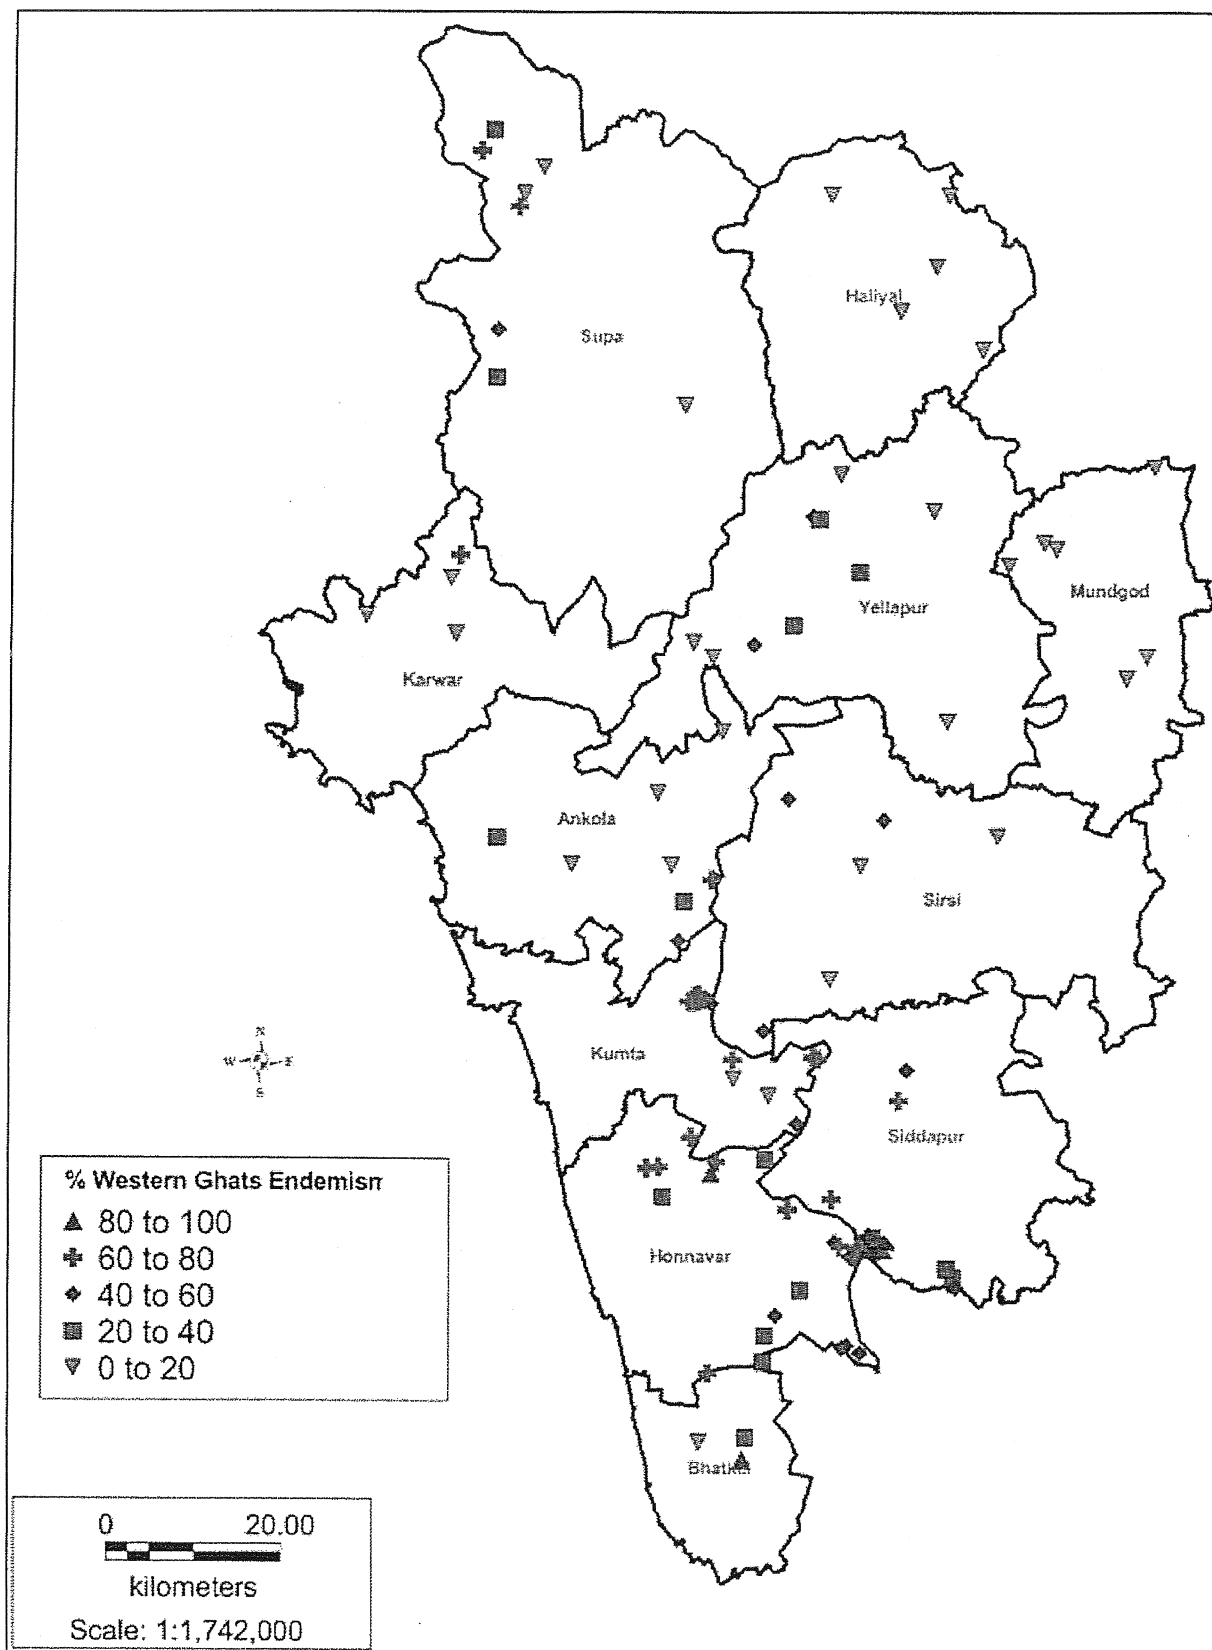 Haliyal
Supa
Mundgod
Yellapur
Karwar
Ankola
Sirsi
N
W E
S
Kumta
Siddapur
% Western Ghats Endemism
80 to 100
60 to 80
40 to 60
20 to 40
0 to 20
Honnavar
Bhatkal
0 20.00
kilometers
Scale: 1:1,742,000